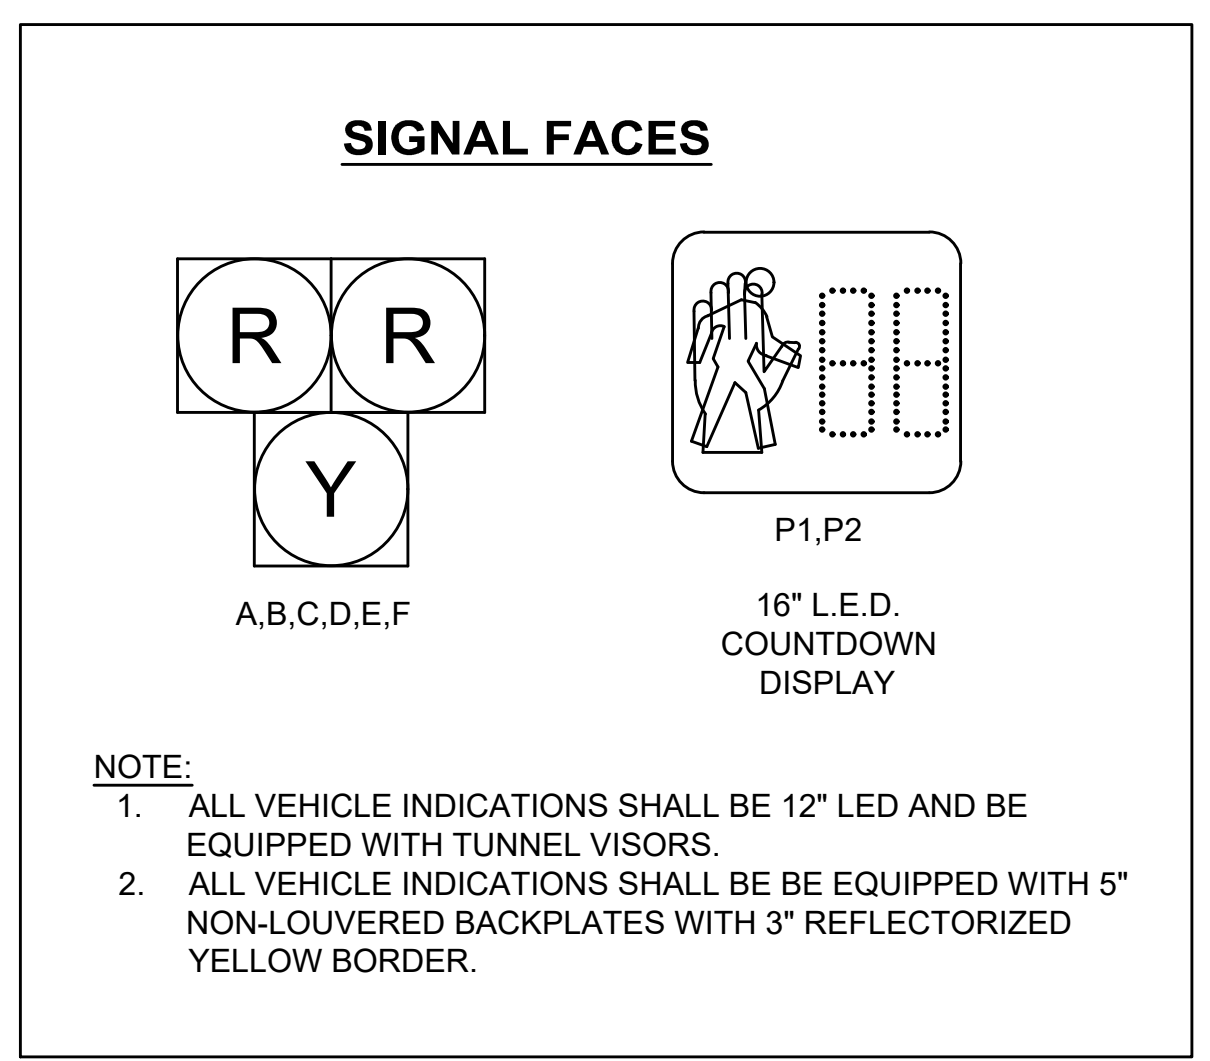 SIGNAL FACES
R R
Y
A,B,C,D,E,F
88
P1,P2
16" L.E.D.
COUNTDOWN
DISPLAY
NOTE:
1. ALL VEHICLE INDICATIONS SHALL BE 12" LED AND BE
EQUIPPED WITH TUNNEL VISORS.
2. ALL VEHICLE INDICATIONS SHALL BE BE EQUIPPED WITH 5"
NON-LOUVERED BACKPLATES WITH 3" REFLECTORIZED
YELLOW BORDER.